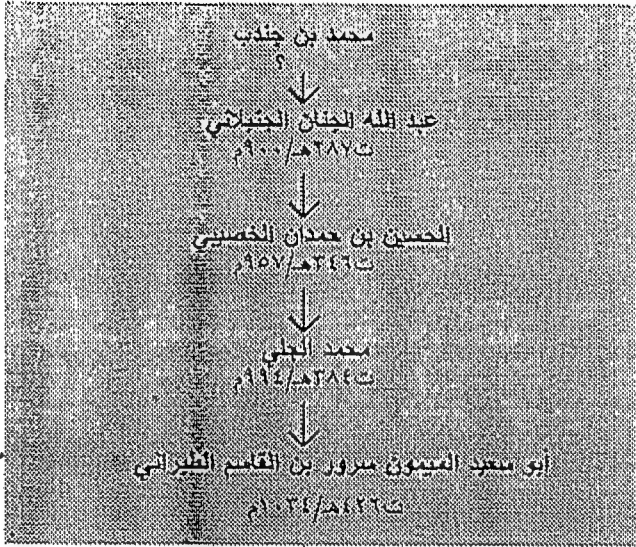 محمد بن جندب
؟
عبد الله الجنان الجنبلاني
ت٢٨٧هـ/٩٠٠م
الحسين بن حمدان الخصيبي
ت٣٤٦هـ/٩٥٧م
محمد الجلي
ت٣٨٤هـ/٩٩٤م
أبو سعيد الميمون سرور بن القاسم الطبراني
ت٤٢٦هـ/١٠٣٤م